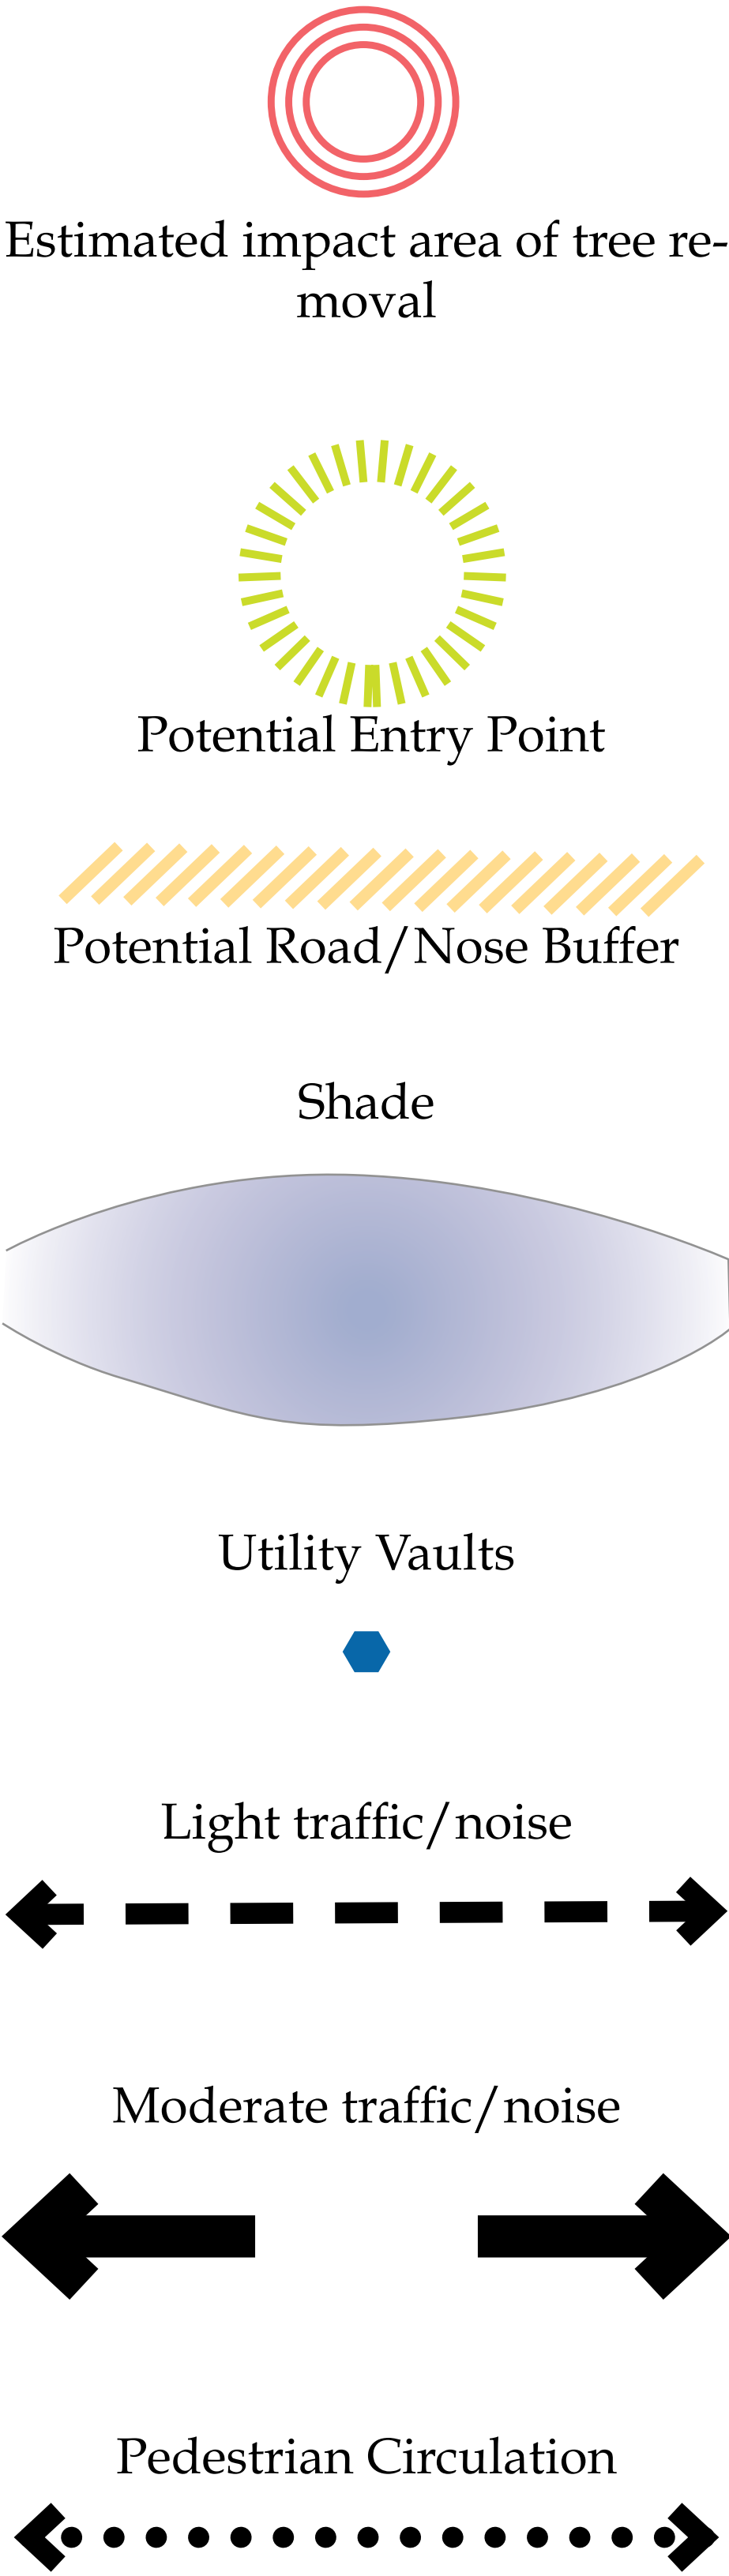 Estimated impact area of tree re-
moval
Potential Entry Point
Potential Road/Nose Buffer
Shade
Utility Vaults
Light traffic/noise
Moderate traffic/noise
Pedestrian Circulation